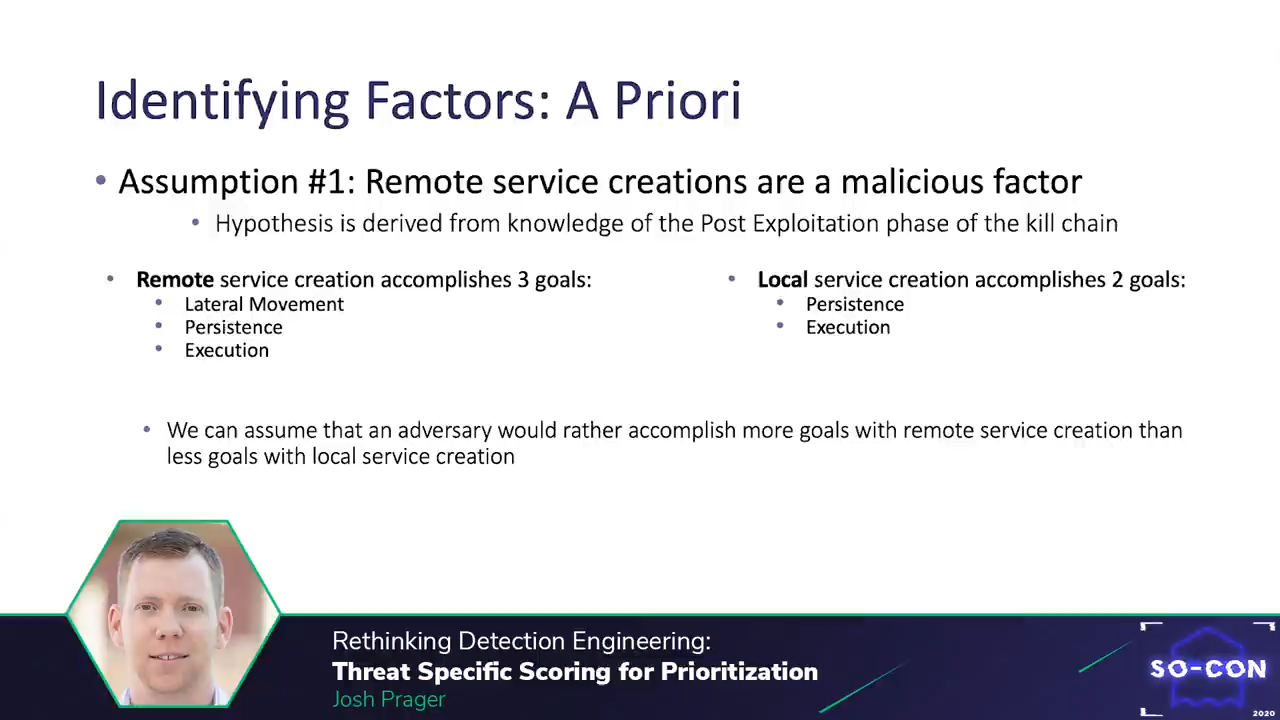 Identifying Factors: A Priori
• Assumption #1: Remote service creations are a malicious factor
• Hypothesis is derived from knowledge of the Post Exploitation phase of the kill chain
• Remote service creation accomplishes 3 goals:
• Lateral Movement
• Persistence
• Execution
• Local service creation accomplishes 2 goals:
• Persistence
• Execution
• We can assume that an adversary would rather accomplish more goals with remote service creation than
less goals with local service creation
Rethinking Detection Engineering:
Threat Specific Scoring for Prioritization
Josh Prager
SO-CON
2020